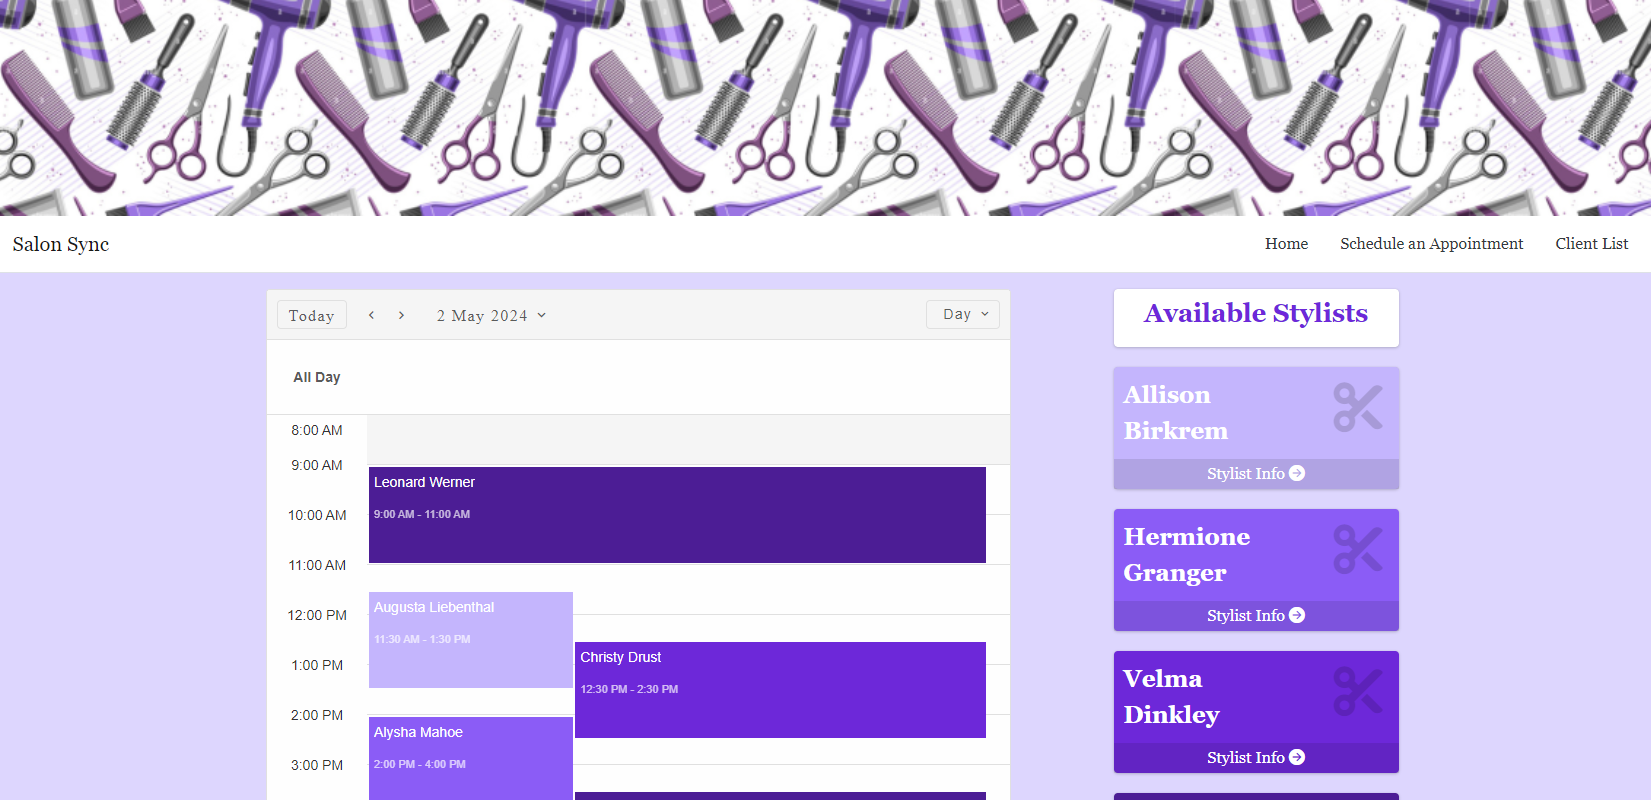 Salon Sync
Home
Schedule an Appointment
Client List
Today
2 May 2024
Day
All Day
8:00 AM
9:00 AM
Leonard Werner
9:00 AM - 11:00 AM
10:00 AM
11:00 AM
Augusta Liebenthal
11:30 AM - 1:30 PM
12:00 PM
Christy Drust
12:30 PM - 2:30 PM
1:00 PM
2:00 PM
Alysha Mahoe
2:00 PM - 4:00 PM
3:00 PM
Available Stylists
Allison
Birkrem
Stylist Info
Hermione
Granger
Stylist Info
Velma
Dinkley
Stylist Info